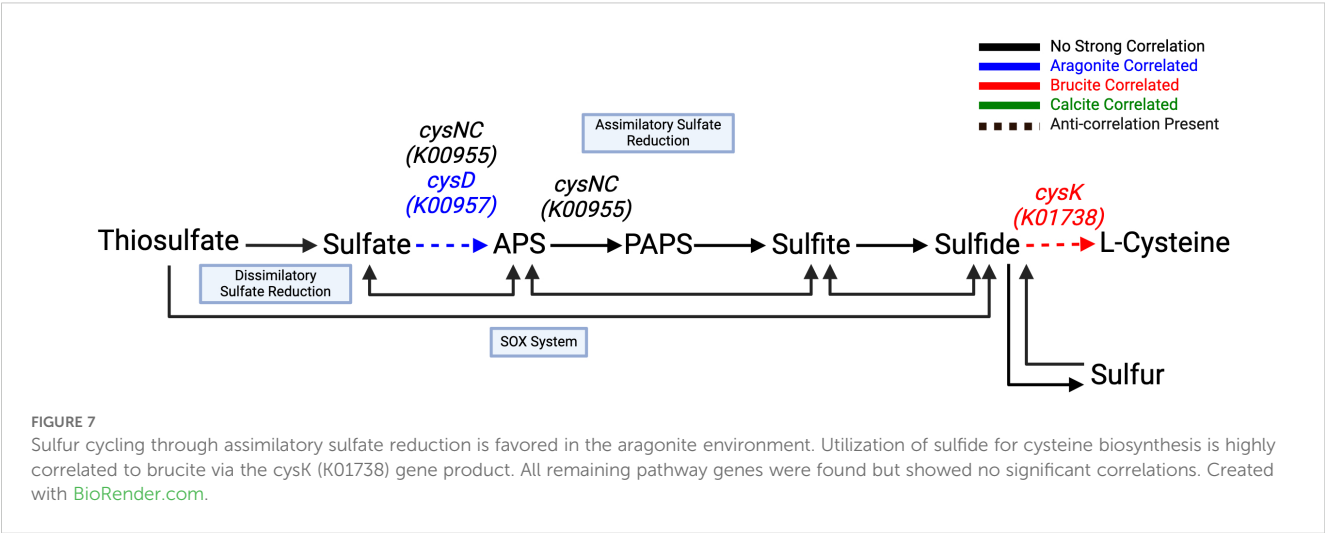 No Strong Correlation
Aragonite Correlated
Brucite Correlated
Calcite Correlated
Anti-correlation Present
Assimilatory Sulfate
Reduction
cysNC
(K00955)
cysD
(K00957)
cysNC
(K00955)
cysK
(K01738)
Thiosulfate
Sulfate
APS
PAPS
Sulfite
Sulfide
L-Cysteine
Dissimilatory
Sulfate Reduction
SOX System
Sulfur
FIGURE 7
Sulfur cycling through assimilatory sulfate reduction is favored in the aragonite environment. Utilization of sulfide for cysteine biosynthesis is highly
correlated to brucite via the cysK (K01738) gene product. All remaining pathway genes were found but showed no significant correlations. Created
with BioRender.com.